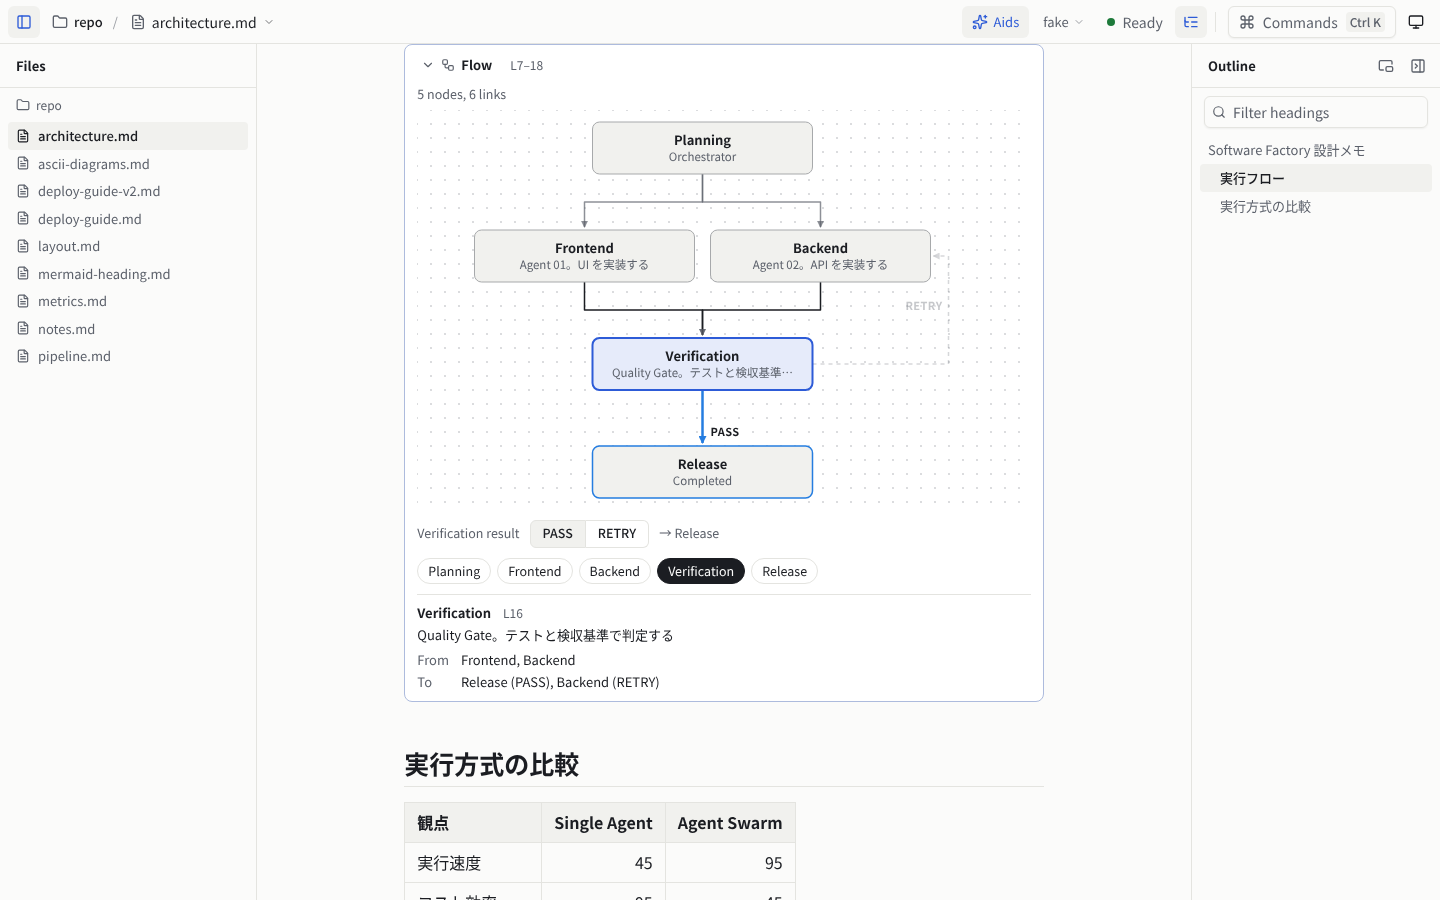 repo / architecture.md
Aids
fake
Ready
Commands
Ctrl K
Files
repo
architecture.md
ascii-diagrams.md
deploy-guide-v2.md
deploy-guide.md
layout.md
mermaid-heading.md
metrics.md
notes.md
pipeline.md
Flow L7–18
5 nodes, 6 links
Planning
Orchestrator
Frontend
Agent 01。UI を実装する
Backend
Agent 02。API を実装する
RETRY
Verification
Quality Gate。テストと検収基準…
PASS
Release
Completed
Verification result PASS RETRY → Release
Planning Frontend Backend Verification Release
Verification L16
Quality Gate。テストと検収基準で判定する
From Frontend, Backend
To Release (PASS), Backend (RETRY)
実行方式の比較
観点 Single Agent Agent Swarm
実行速度 45 95
Outline
Filter headings
Software Factory 設計メモ
実行フロー
実行方式の比較